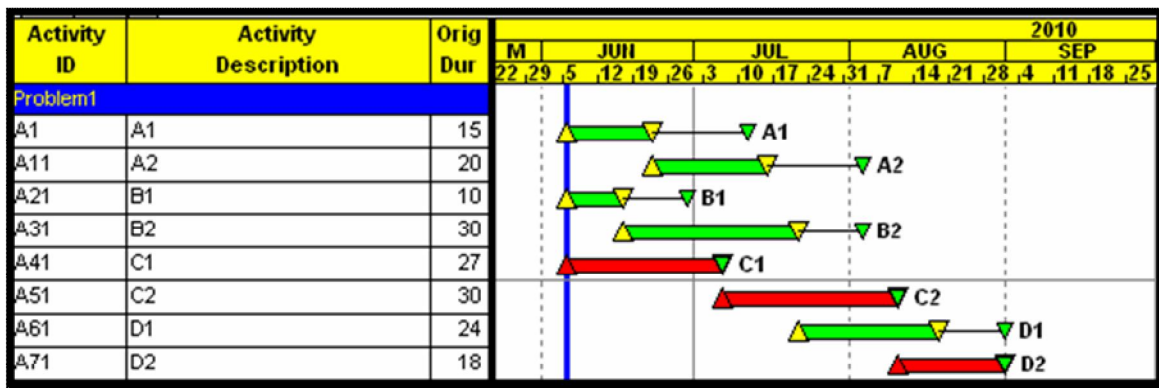 Activity ID Activity Description Orig Dur 2010
M JUN JUL AUG SEP
22 29 5 12 19 26 3 10 17 24 31 7 14 21 28 4 11 18 25
Problem1
A1 A1 15 A1
A11 A2 20 A2
A21 B1 10 B1
A31 B2 30 B2
A41 C1 27 C1
A51 C2 30 C2
A61 D1 24 D1
A71 D2 18 D2